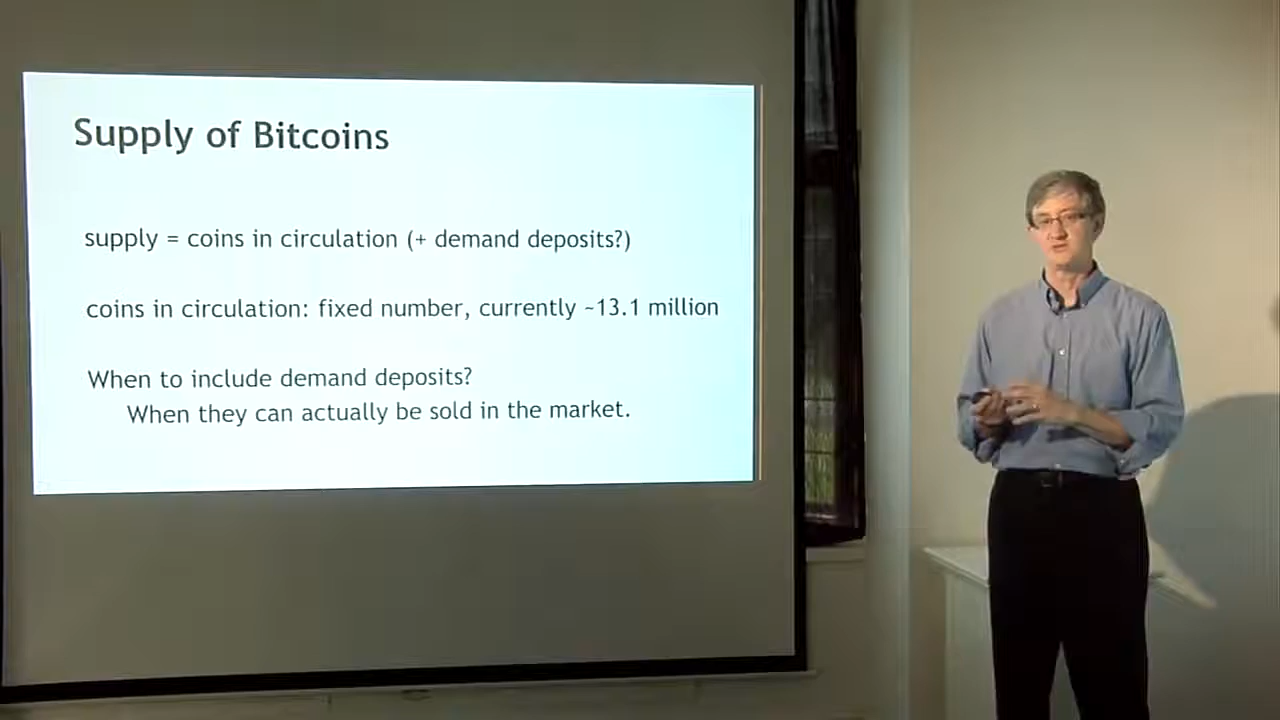 Supply of Bitcoins
supply = coins in circulation (+ demand deposits?)
coins in circulation: fixed number, currently ~13.1 million
When to include demand deposits?
When they can actually be sold in the market.